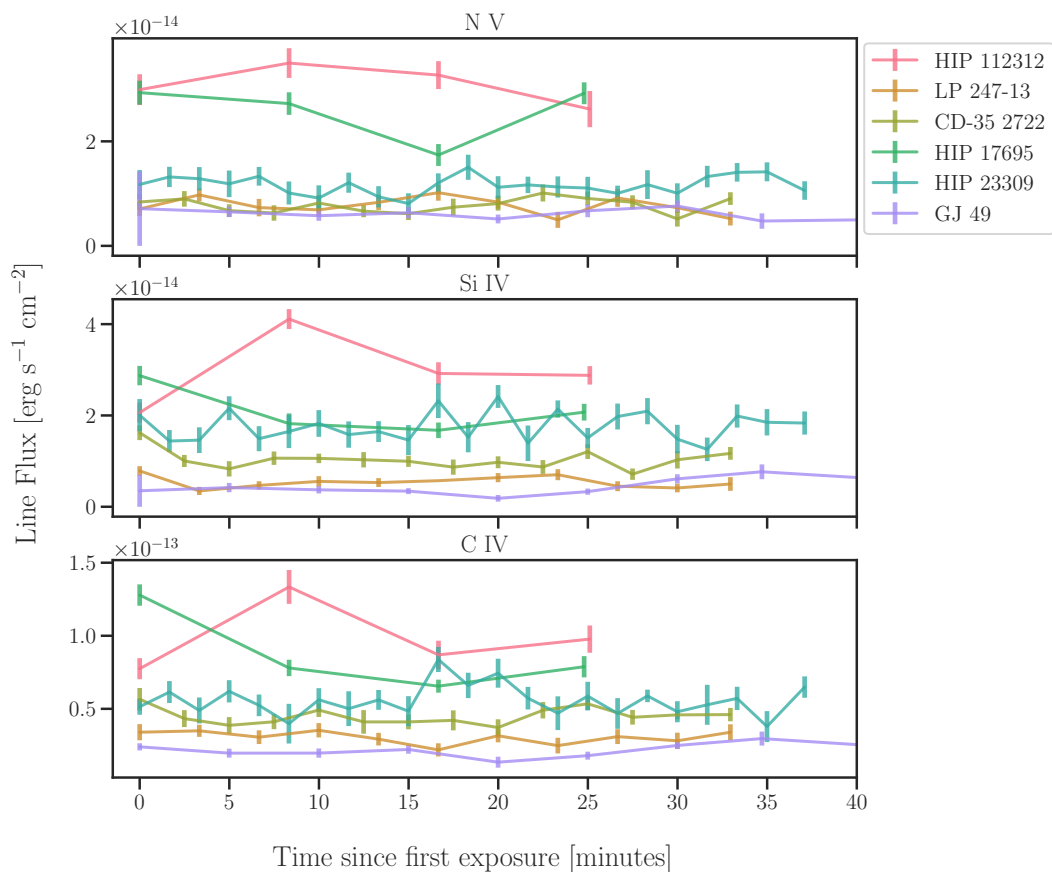 N V
×10⁻¹⁴
2
0
HIP 112312
LP 247-13
CD-35 2722
HIP 17695
HIP 23309
GJ 49
Si IV
×10⁻¹⁴
4
2
0
C IV
×10⁻¹³
1.5
1.0
0.5
0 5 10 15 20 25 30 35 40
Line Flux [erg s⁻¹ cm⁻²]
Time since first exposure [minutes]